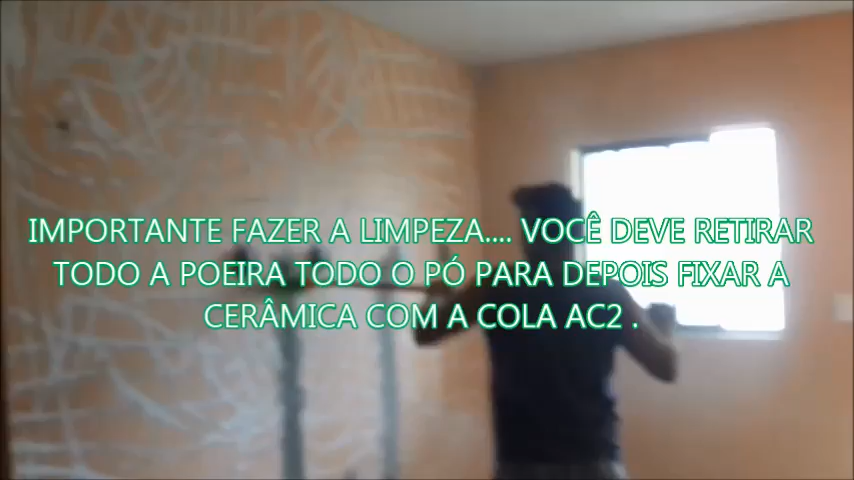 IMPORTANTE FAZER A LIMPEZA.... VOCÊ DEVE RETIRAR
TODO A POEIRA TODO O PÓ PARA DEPOIS FIXAR A
CERÂMICA COM A COLA AC2 .